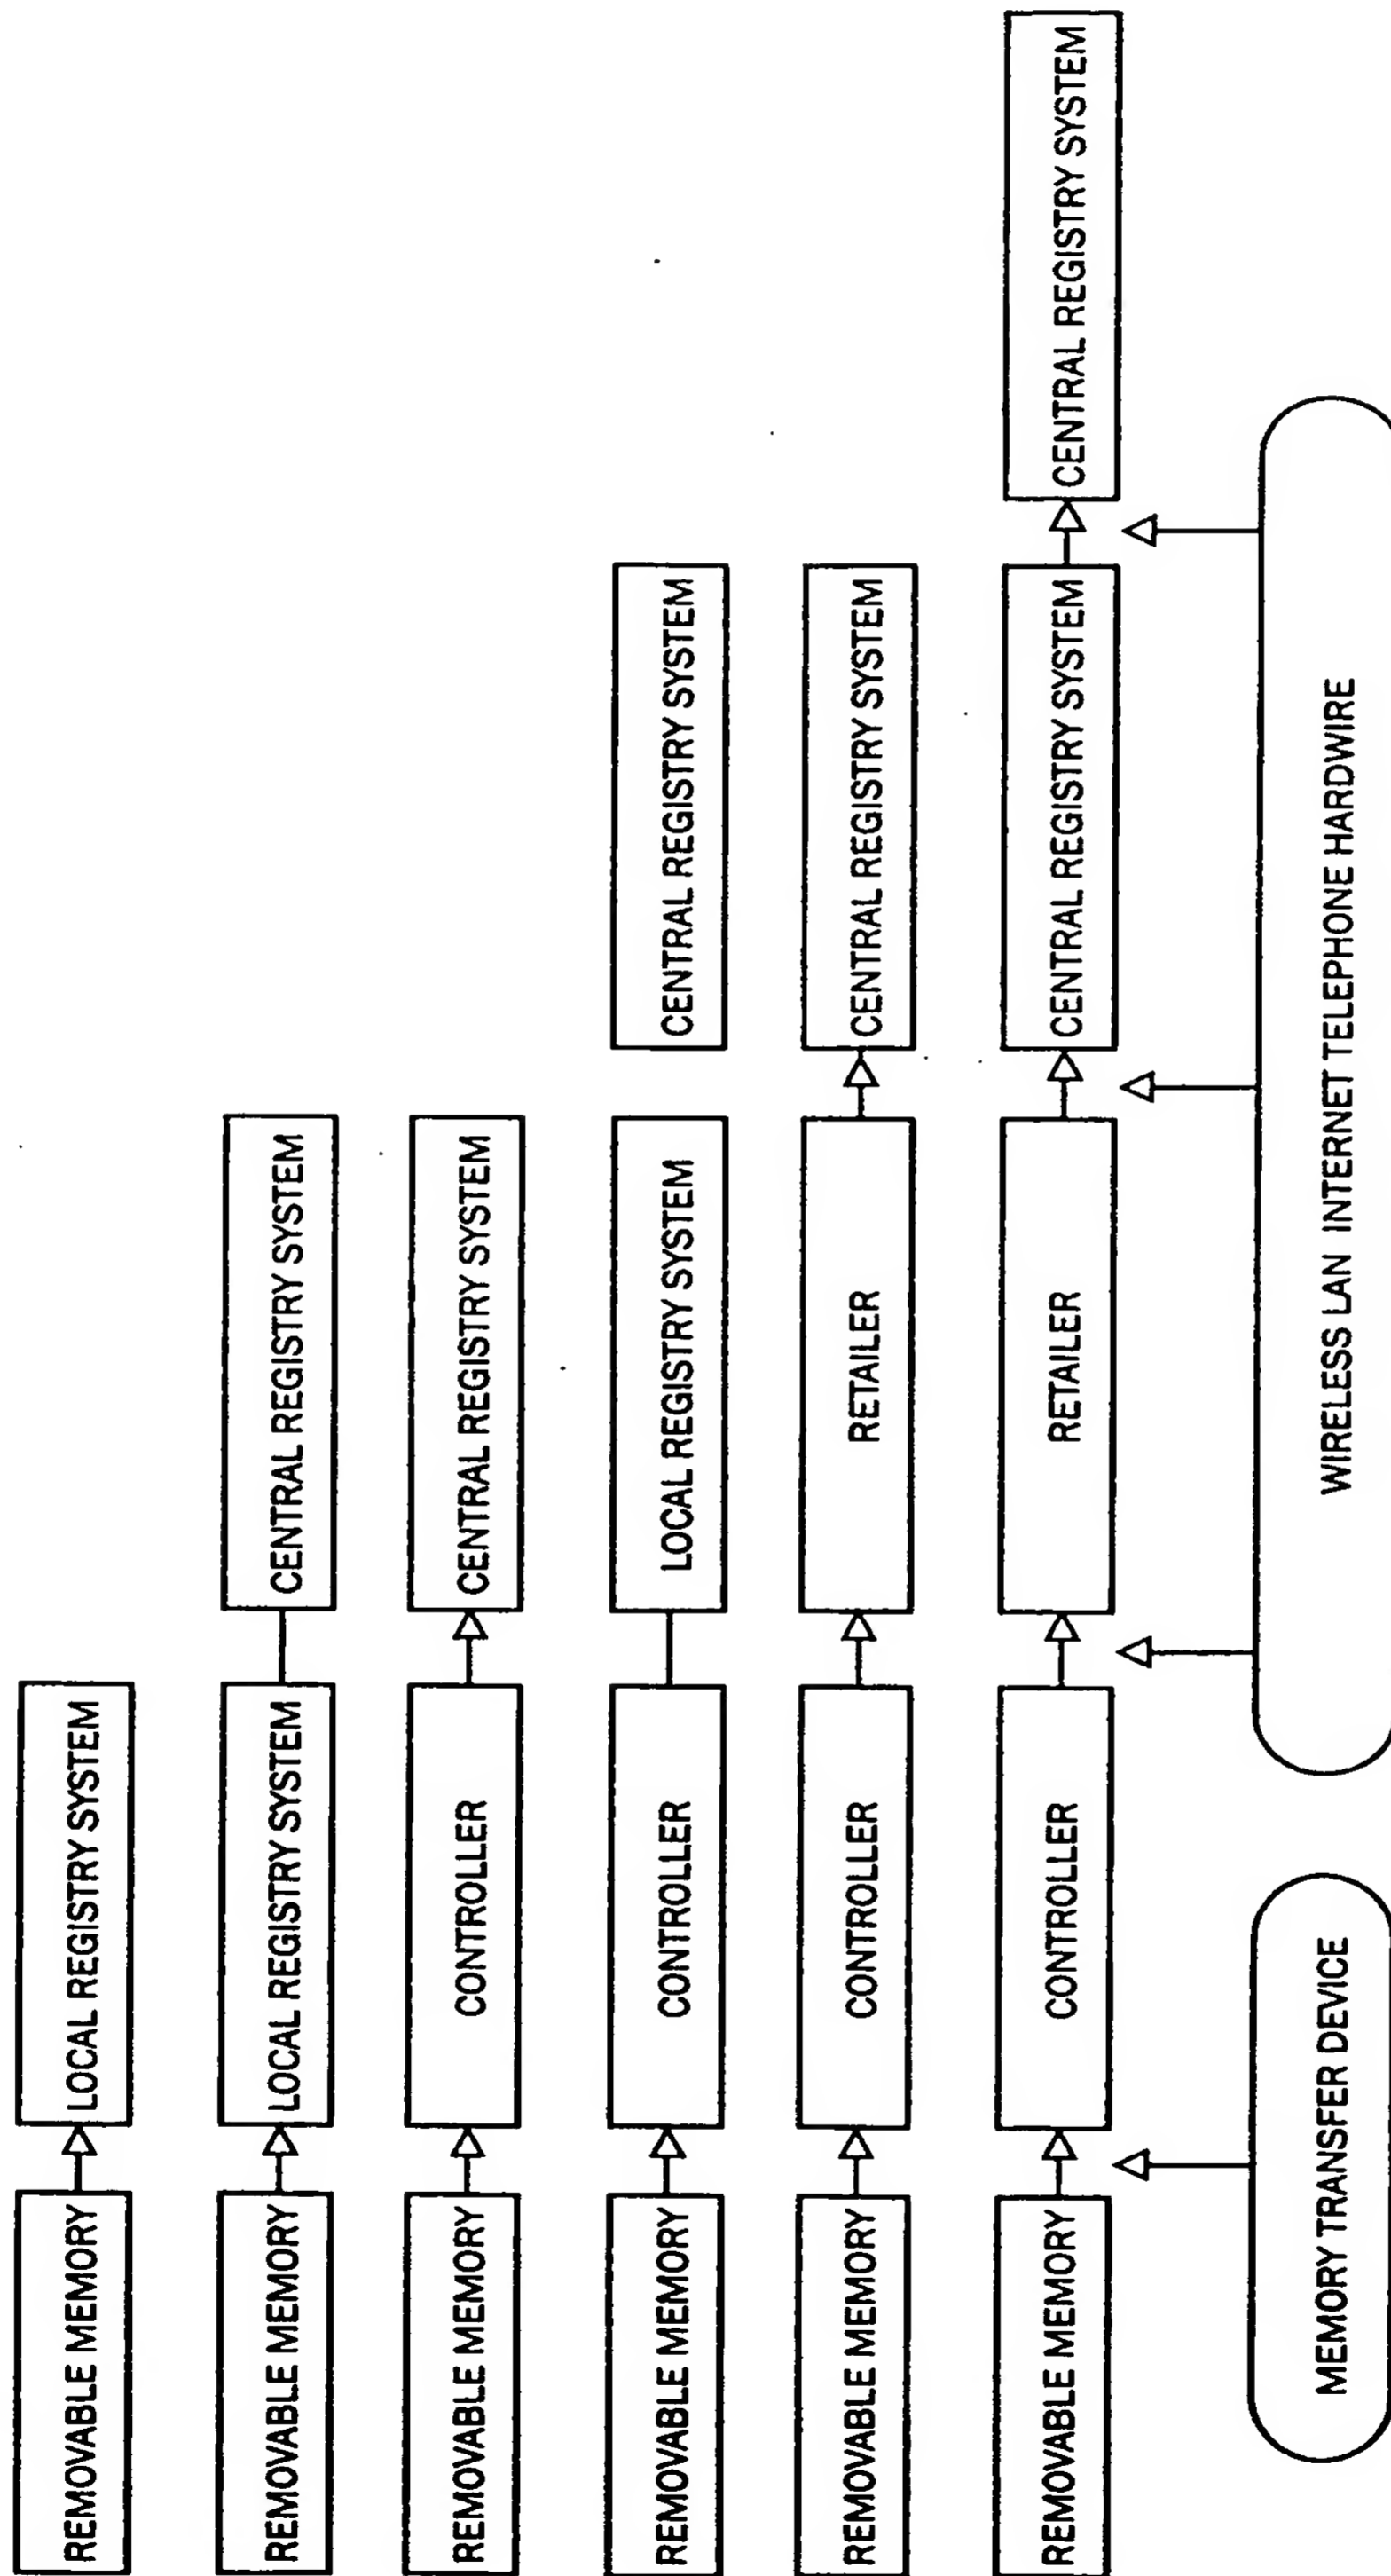 REMOVABLE MEMORY
LOCAL REGISTRY SYSTEM
REMOVABLE MEMORY
LOCAL REGISTRY SYSTEM
CENTRAL REGISTRY SYSTEM
REMOVABLE MEMORY
CONTROLLER
CENTRAL REGISTRY SYSTEM
REMOVABLE MEMORY
CONTROLLER
LOCAL REGISTRY SYSTEM
CENTRAL REGISTRY SYSTEM
REMOVABLE MEMORY
CONTROLLER
RETAILER
CENTRAL REGISTRY SYSTEM
REMOVABLE MEMORY
CONTROLLER
RETAILER
CENTRAL REGISTRY SYSTEM
CENTRAL REGISTRY SYSTEM
MEMORY TRANSFER DEVICE
WIRELESS LAN INTERNET TELEPHONE HARDWIRE